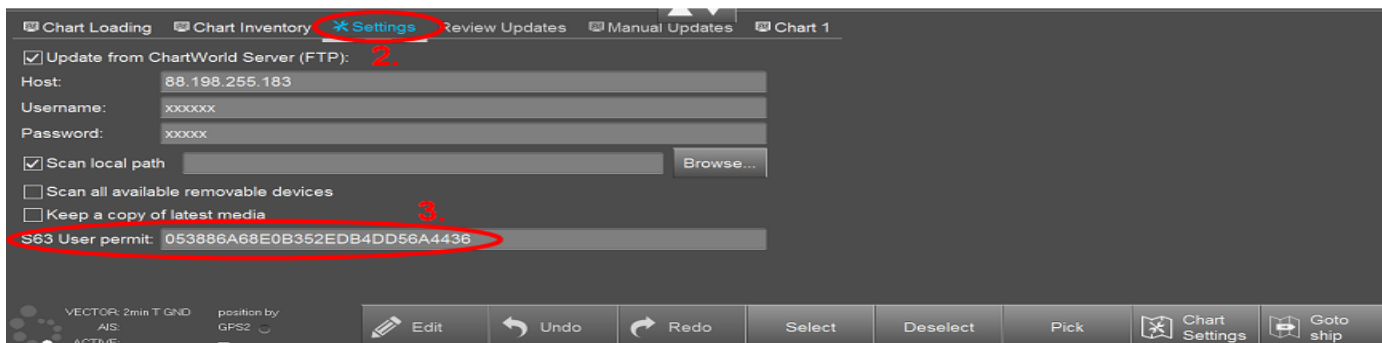 Chart Loading Chart Inventory Settings Review Updates Manual Updates Chart 1
2.
Update from ChartWorld Server (FTP):
Host: 88.198.255.183
Username: xxxxxx
Password: xxxxx
Scan local path Browse...
Scan all available removable devices
Keep a copy of latest media
3.
S63 User permit: 053886A68E0B352EDB4DD56A4436
VECTOR: 2min T GND position by
AIS: GPS2
ACTIVE:
Edit Undo Redo Select Deselect Pick Chart Settings Goto ship